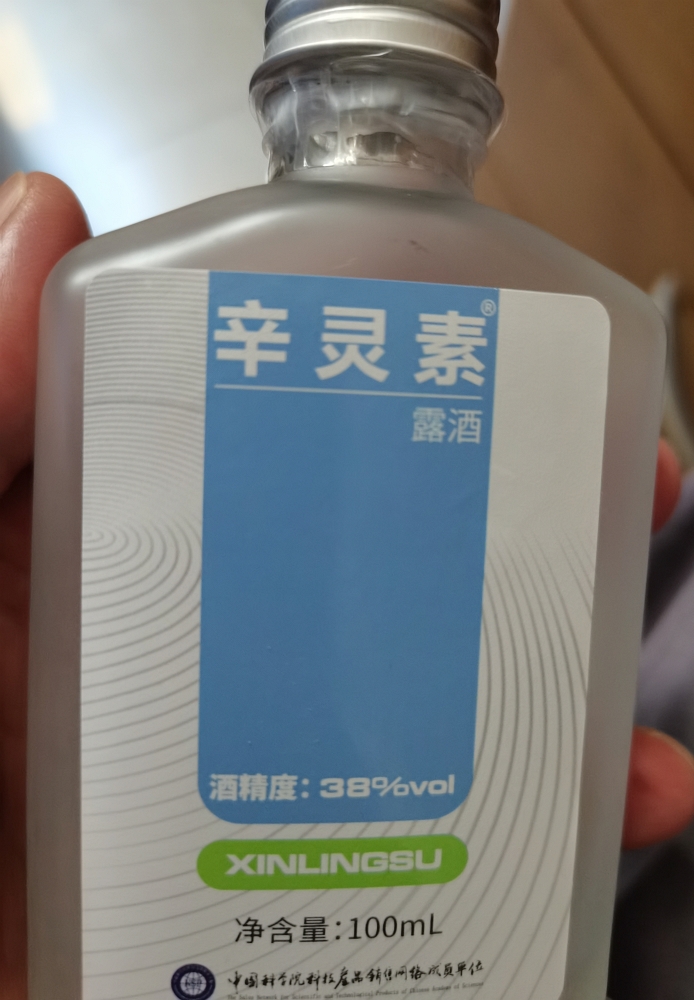 辛灵素®
露酒
酒精度：38%vol
XINLINGSU
净含量：100mL
中国科学院科技产品销售网络成员单位